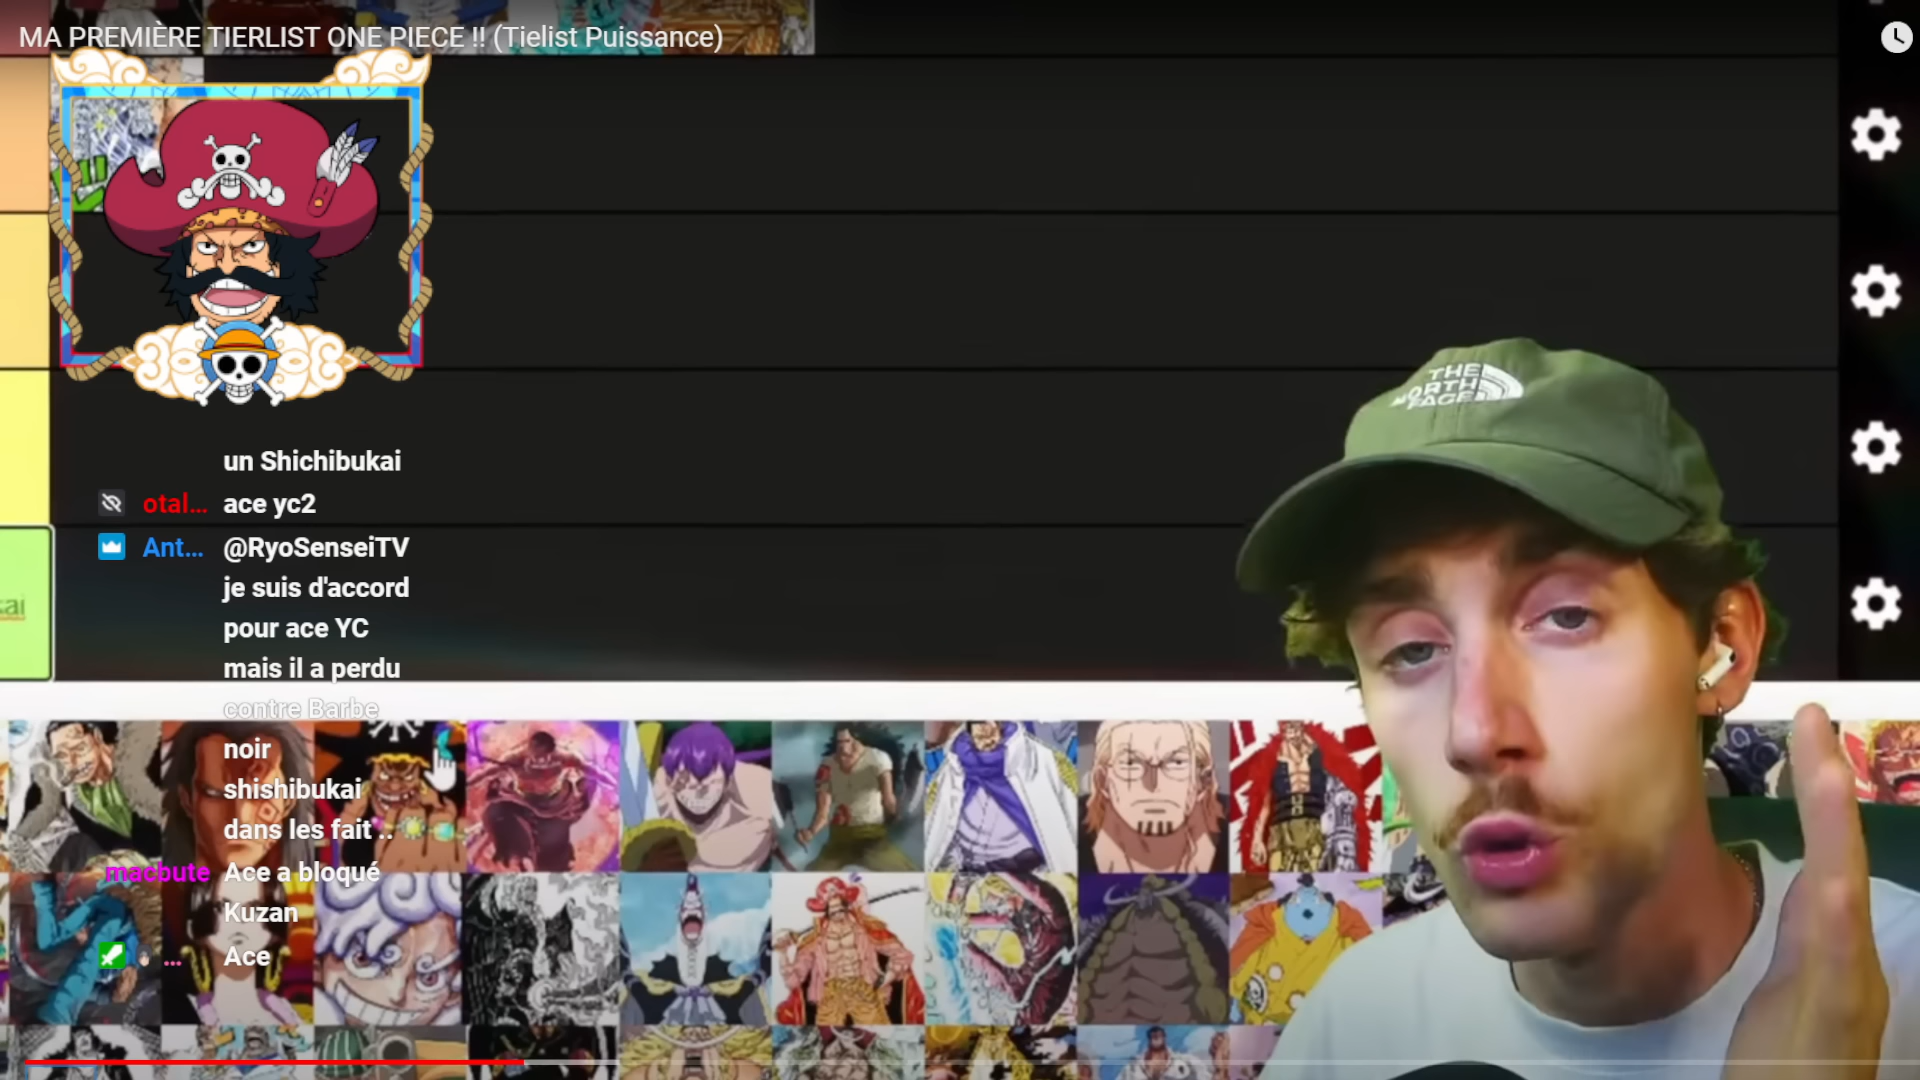 MA PREMIÈRE TIERLIST ONE PIECE !! (Tielist Puissance)
un Shichibukai
otal... ace yc2
Ant... @RyoSenseiTV
je suis d'accord
pour ace YC
mais il a perdu
contre Barbe
noir
shishibukai
dans les fait ..
macbute Ace a bloqué
Kuzan
... Ace
kai
THE
NORTH
FACE